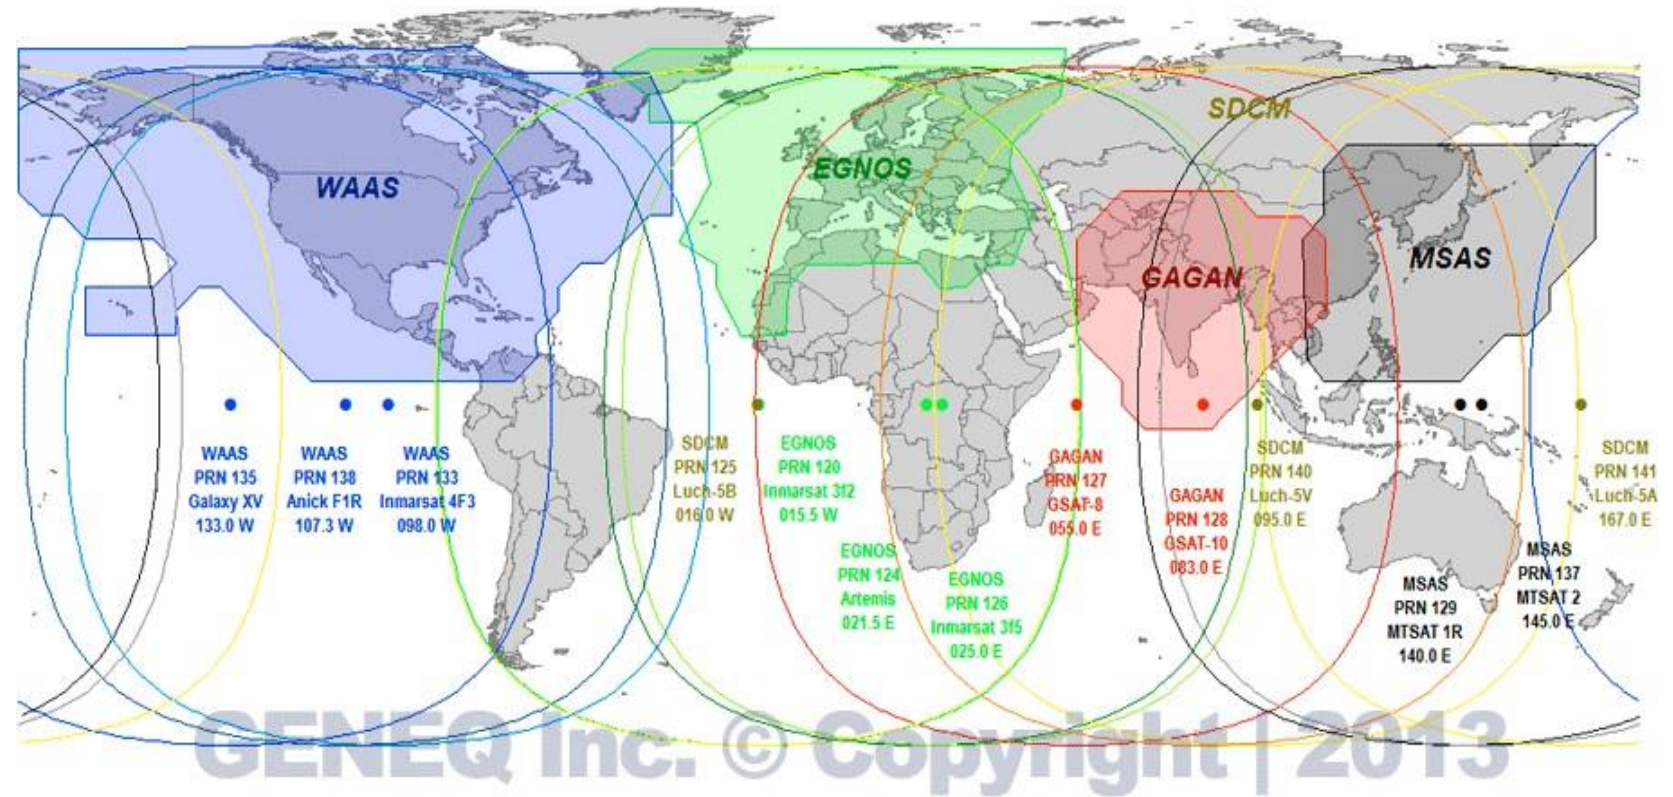 SDCM
EGNOS
WAAS
MSAS
GAGAN
WAAS
PRN 135
Galaxy XV
133.0 W
WAAS
PRN 138
Anick F1R
107.3 W
WAAS
PRN 133
Inmarsat 4F3
098.0 W
SDCM
PRN 125
Luch-5B
016.0 W
EGNOS
PRN 120
Inmarsat 3f2
015.5 W
EGNOS
PRN 124
Artemis
021.5 E
EGNOS
PRN 126
Inmarsat 3f5
025.0 E
GAGAN
PRN 127
GSAT-8
055.0 E
GAGAN
PRN 128
GSAT-10
083.0 E
SDCM
PRN 140
Luch-5V
095.0 E
MSAS
PRN 129
MTSAT 1R
140.0 E
MSAS
PRN 137
MTSAT 2
145.0 E
SDCM
PRN 141
Luch-5A
167.0 E
GENEQ Inc. © Copyright | 2013